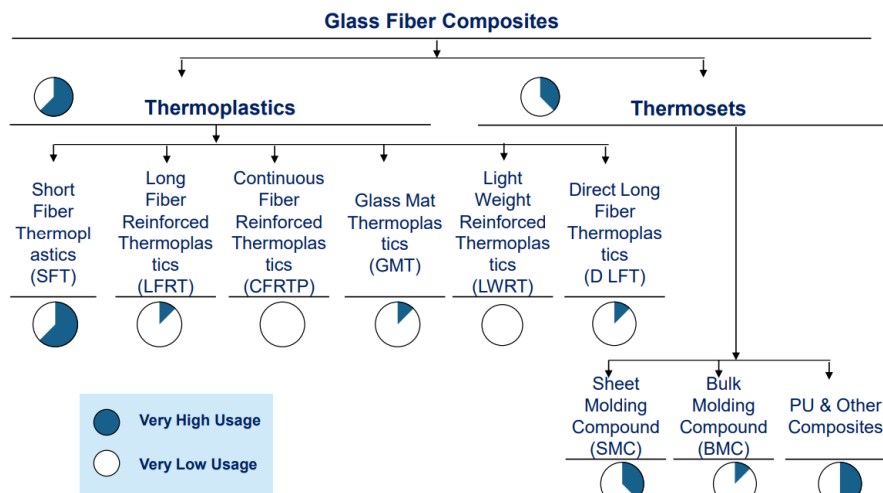 Glass Fiber Composites
Thermoplastics
Thermosets
Short
Fiber
Thermopl
astics
(SFT)
Long
Fiber
Reinforced
Thermoplas
tics
(LFRT)
Continuous
Fiber
Reinforced
Thermoplas
tics
(CFRTP)
Glass Mat
Thermoplas
tics
(GMT)
Light
Weight
Reinforced
Thermoplas
tics
(LWRT)
Direct Long
Fiber
Thermoplas
tics
(D LFT)
Sheet
Molding
Compound
(SMC)
Bulk
Molding
Compound
(BMC)
PU & Other
Composites
Very High Usage
Very Low Usage